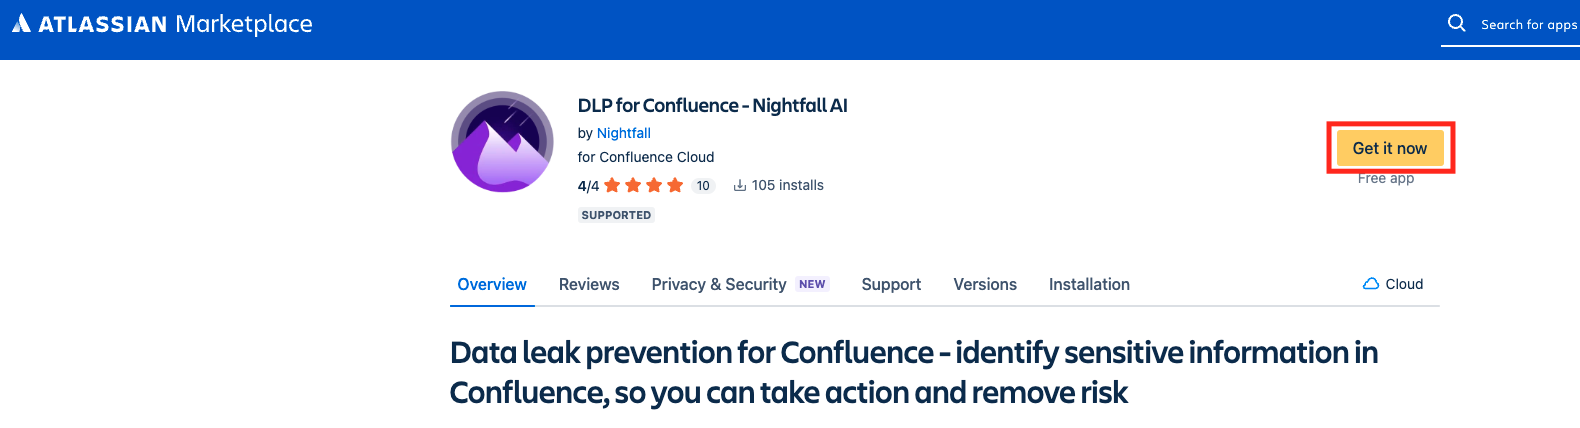 ATLASSIAN Marketplace
Search for apps
DLP for Confluence - Nightfall AI
by Nightfall
for Confluence Cloud
4/4 10 105 installs
SUPPORTED
Get it now
Free app
Overview Reviews Privacy & Security NEW Support Versions Installation Cloud
Data leak prevention for Confluence - identify sensitive information in
Confluence, so you can take action and remove risk